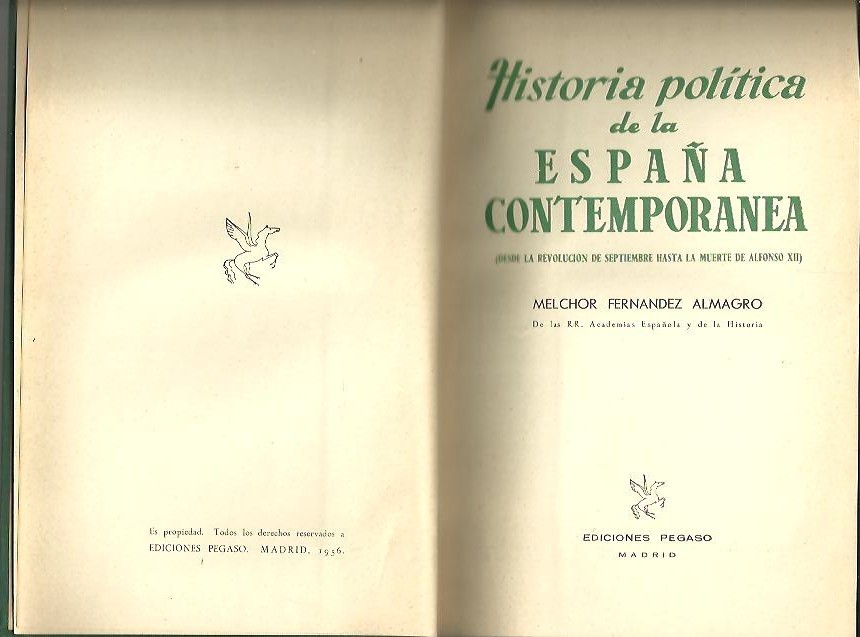 Es propiedad. Todos los derechos reservados a
EDICIONES PEGASO. MADRID, 1956.
Historia política
de la
ESPAÑA
CONTEMPORANEA
(DESDE LA REVOLUCION DE SEPTIEMBRE HASTA LA MUERTE DE ALFONSO XII)
MELCHOR FERNANDEZ ALMAGRO
De las RR. Academias Española y de la Historia
EDICIONES PEGASO
MADRID